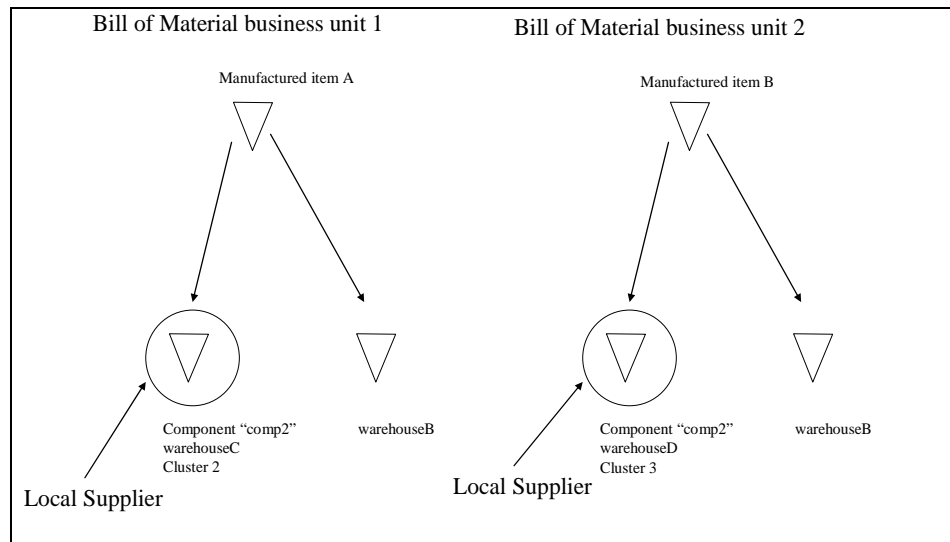 Bill of Material business unit 1
Manufactured item A
Component “comp2”
warehouseC
Cluster 2
warehouseB
Local Supplier
Bill of Material business unit 2
Manufactured item B
Component “comp2”
warehouseD
Cluster 3
warehouseB
Local Supplier